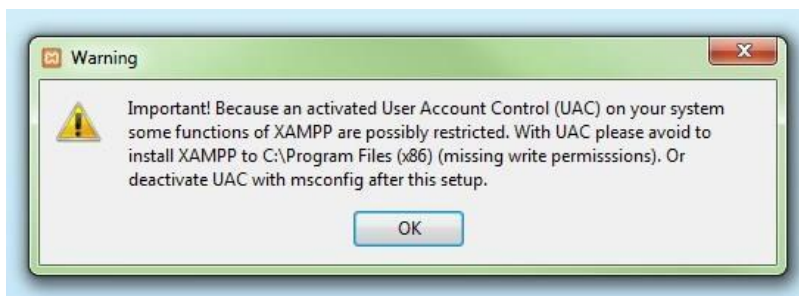 Warning
Important! Because an activated User Account Control (UAC) on your system
some functions of XAMPP are possibly restricted. With UAC please avoid to
install XAMPP to C:\Program Files (x86) (missing write permisssions). Or
deactivate UAC with msconfig after this setup.
OK